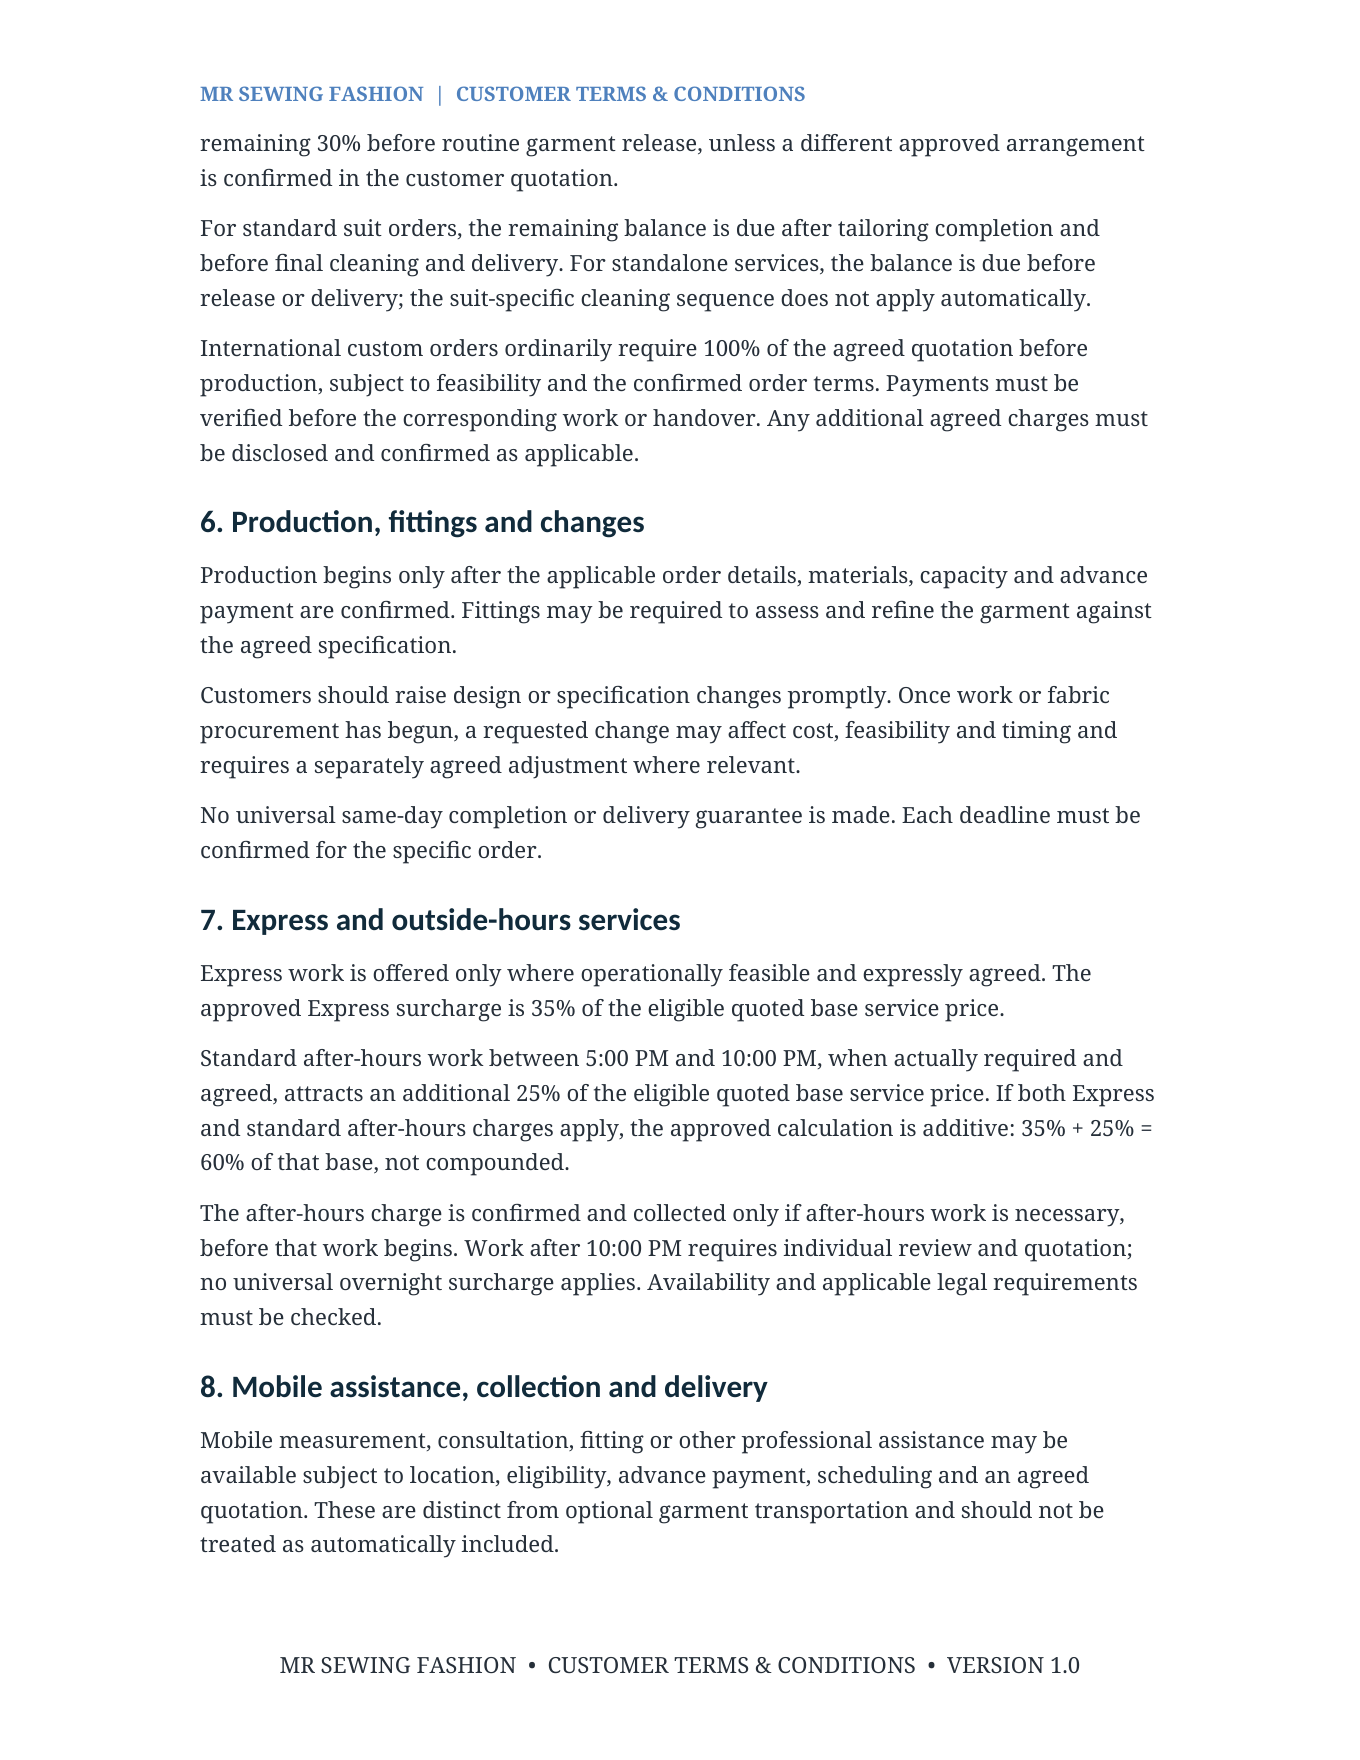 MR SEWING FASHION | CUSTOMER TERMS & CONDITIONS
remaining 30% before routine garment release, unless a different approved arrangement
is confirmed in the customer quotation.
For standard suit orders, the remaining balance is due after tailoring completion and
before final cleaning and delivery. For standalone services, the balance is due before
release or delivery; the suit-specific cleaning sequence does not apply automatically.
International custom orders ordinarily require 100% of the agreed quotation before
production, subject to feasibility and the confirmed order terms. Payments must be
verified before the corresponding work or handover. Any additional agreed charges must
be disclosed and confirmed as applicable.
6. Production, fittings and changes
Production begins only after the applicable order details, materials, capacity and advance
payment are confirmed. Fittings may be required to assess and refine the garment against
the agreed specification.
Customers should raise design or specification changes promptly. Once work or fabric
procurement has begun, a requested change may affect cost, feasibility and timing and
requires a separately agreed adjustment where relevant.
No universal same-day completion or delivery guarantee is made. Each deadline must be
confirmed for the specific order.
7. Express and outside-hours services
Express work is offered only where operationally feasible and expressly agreed. The
approved Express surcharge is 35% of the eligible quoted base service price.
Standard after-hours work between 5:00 PM and 10:00 PM, when actually required and
agreed, attracts an additional 25% of the eligible quoted base service price. If both Express
and standard after-hours charges apply, the approved calculation is additive: 35% + 25% =
60% of that base, not compounded.
The after-hours charge is confirmed and collected only if after-hours work is necessary,
before that work begins. Work after 10:00 PM requires individual review and quotation;
no universal overnight surcharge applies. Availability and applicable legal requirements
must be checked.
8. Mobile assistance, collection and delivery
Mobile measurement, consultation, fitting or other professional assistance may be
available subject to location, eligibility, advance payment, scheduling and an agreed
quotation. These are distinct from optional garment transportation and should not be
treated as automatically included.
MR SEWING FASHION • CUSTOMER TERMS & CONDITIONS • VERSION 1.0